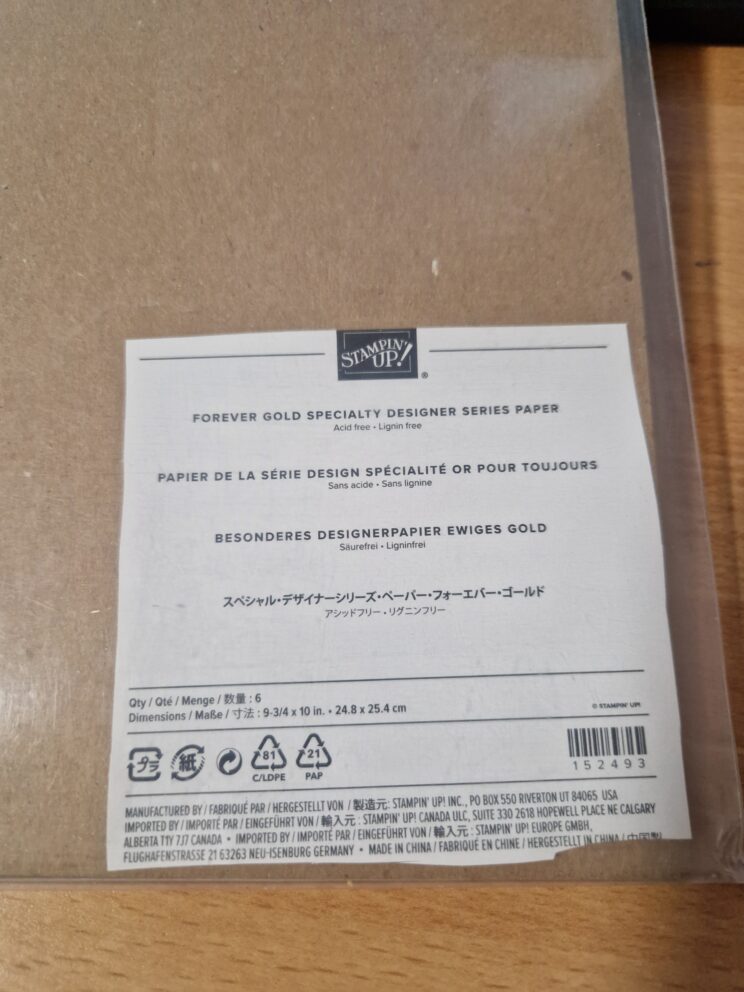 STAMPIN' UP!®
FOREVER GOLD SPECIALTY DESIGNER SERIES PAPER
Acid free • Lignin free
PAPIER DE LA SÉRIE DESIGN SPÉCIALITÉ OR POUR TOUJOURS
Sans acide • Sans lignine
BESONDERES DESIGNERPAPIER EWIGES GOLD
Säurefrei • Ligninfrei
スペシャル・デザイナーシリーズ・ペーパー・フォーエバー・ゴールド
アシッドフリー・リグニンフリー
Qty / Qté / Menge / 数量 : 6
Dimensions / Maße / 寸法 : 9-3/4 x 10 in. • 24.8 x 25.4 cm
© STAMPIN' UP!
プラ 紙 81 21
C/LDPE PAP
152493
MANUFACTURED BY / FABRIQUÉ PAR / HERGESTELLT VON / 製造元: STAMPIN' UP! INC., PO BOX 550 RIVERTON UT 84065 USA
IMPORTED BY / IMPORTÉ PAR / EINGEFÜHRT VON / 輸入元 : STAMPIN' UP! CANADA ULC, SUITE 330 2618 HOPEWELL PLACE NE CALGARY
ALBERTA T1Y 7J7 CANADA • IMPORTED BY / IMPORTÉ PAR / EINGEFÜHRT VON / 輸入元 : STAMPIN' UP! EUROPE GMBH,
FLUGHAFENSTRASSE 21 63263 NEU-ISENBURG GERMANY • MADE IN CHINA / FABRIQUÉ EN CHINE / HERGESTELLT IN CHINA / 中国製